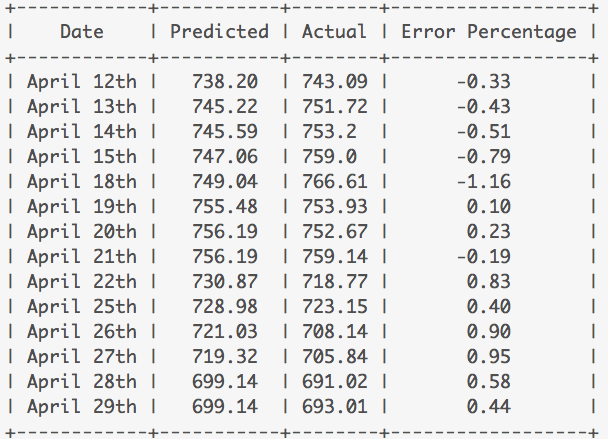 +------------+-----------+--------+------------------+
|    Date    | Predicted | Actual | Error Percentage |
+------------+-----------+--------+------------------+
| April 12th |   738.20  | 743.09 |      -0.33       |
| April 13th |   745.22  | 751.72 |      -0.43       |
| April 14th |   745.59  | 753.2  |      -0.51       |
| April 15th |   747.06  | 759.0  |      -0.79       |
| April 18th |   749.04  | 766.61 |      -1.16       |
| April 19th |   755.48  | 753.93 |       0.10       |
| April 20th |   756.19  | 752.67 |       0.23       |
| April 21th |   756.19  | 759.14 |      -0.19       |
| April 22th |   730.87  | 718.77 |       0.83       |
| April 25th |   728.98  | 723.15 |       0.40       |
| April 26th |   721.03  | 708.14 |       0.90       |
| April 27th |   719.32  | 705.84 |       0.95       |
| April 28th |   699.14  | 691.02 |       0.58       |
| April 29th |   699.14  | 693.01 |       0.44       |
+------------+-----------+--------+------------------+